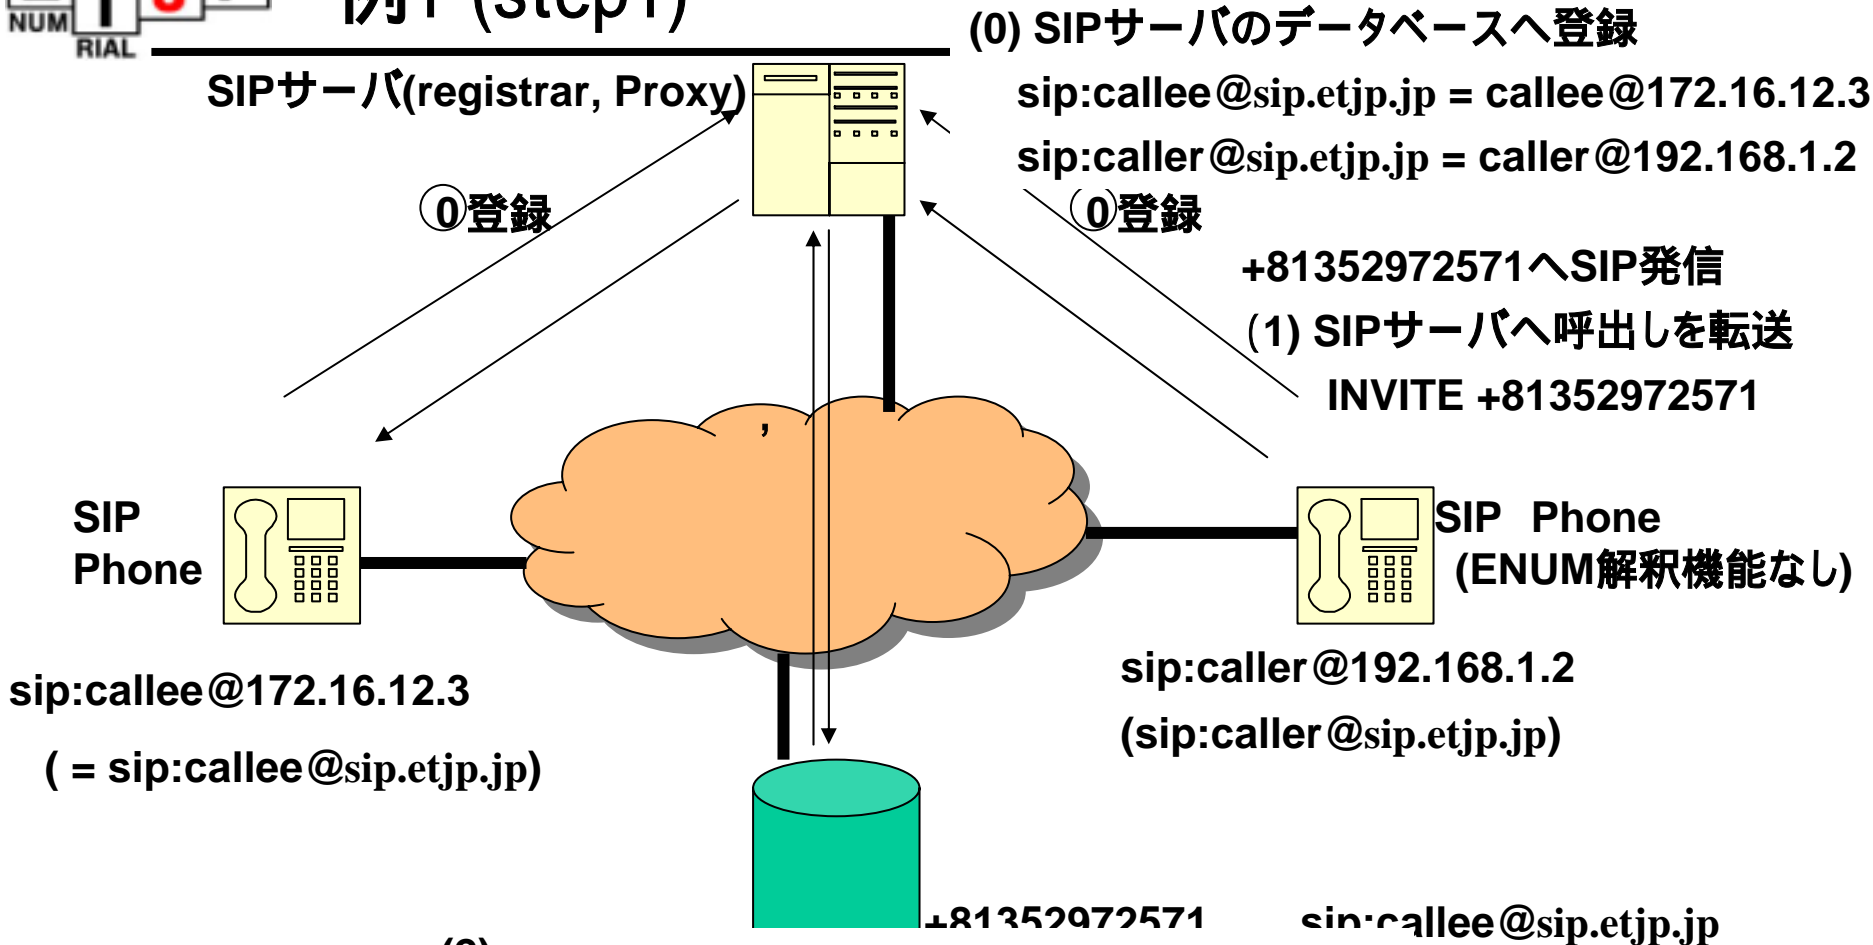 NUM
RIAL
例1 (step1)
(0) SIPサーバのデータベースへ登録
SIPサーバ(registrar, Proxy)
sip:callee@sip.etjp.jp = callee@172.16.12.3
sip:caller@sip.etjp.jp = caller@192.168.1.2
0登録
0登録
+81352972571へSIP発信
(1) SIPサーバへ呼出しを転送
INVITE +81352972571
,
SIP
Phone
SIP Phone
(ENUM解釈機能なし)
sip:callee@172.16.12.3
( = sip:callee@sip.etjp.jp)
sip:caller@192.168.1.2
(sip:caller@sip.etjp.jp)
+81352972571 sip:callee@sip.etjp.jp